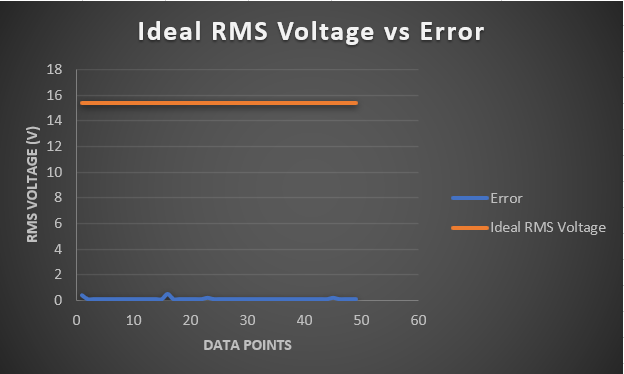 Ideal RMS Voltage vs Error
RMS VOLTAGE (V)
18
16
14
12
10
8
6
4
2
0
0 10 20 30 40 50 60
DATA POINTS
Error
Ideal RMS Voltage